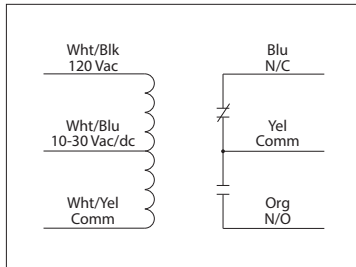 Wht/Blk
120 Vac
Wht/Blu
10-30 Vac/dc
Wht/Yel
Comm
Blu
N/C
Yel
Comm
Org
N/O